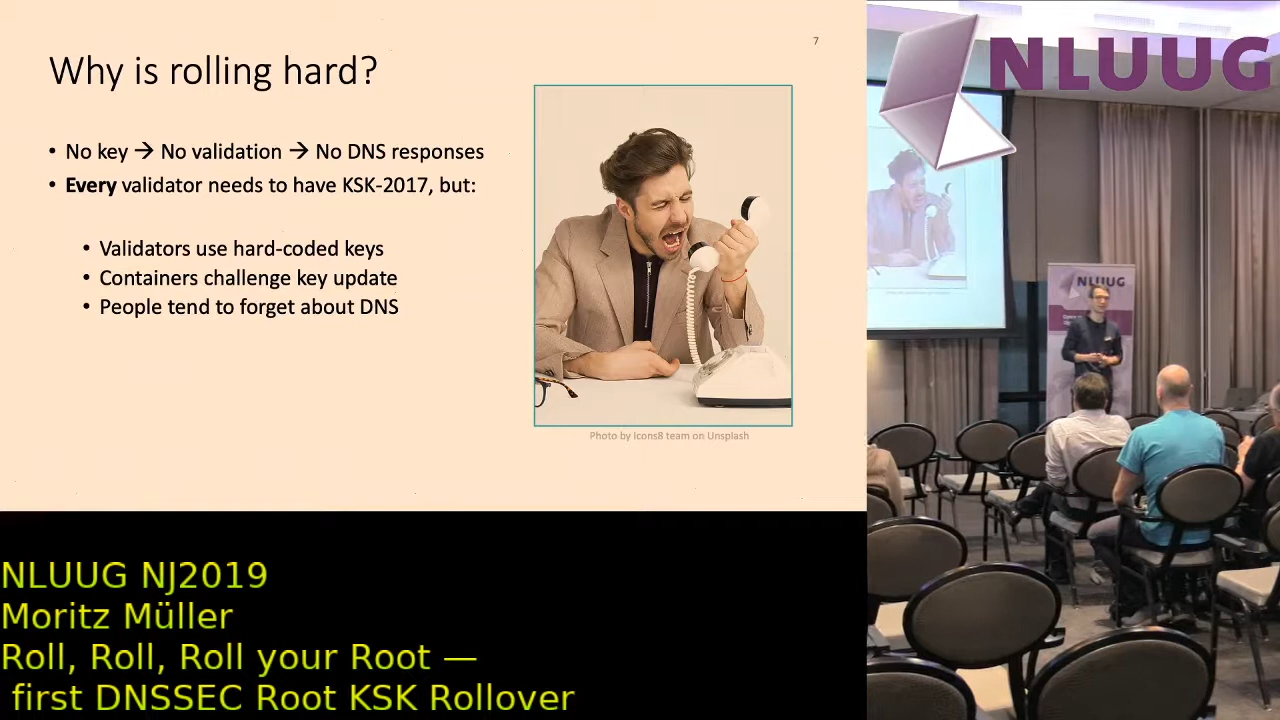 7
Why is rolling hard?
• No key → No validation → No DNS responses
• Every validator needs to have KSK-2017, but:
• Validators use hard-coded keys
• Containers challenge key update
• People tend to forget about DNS
Photo by Icons8 team on Unsplash
NLUUG
NLUUG
NLUUG NJ2019
Moritz Müller
Roll, Roll, Roll your Root —
first DNSSEC Root KSK Rollover